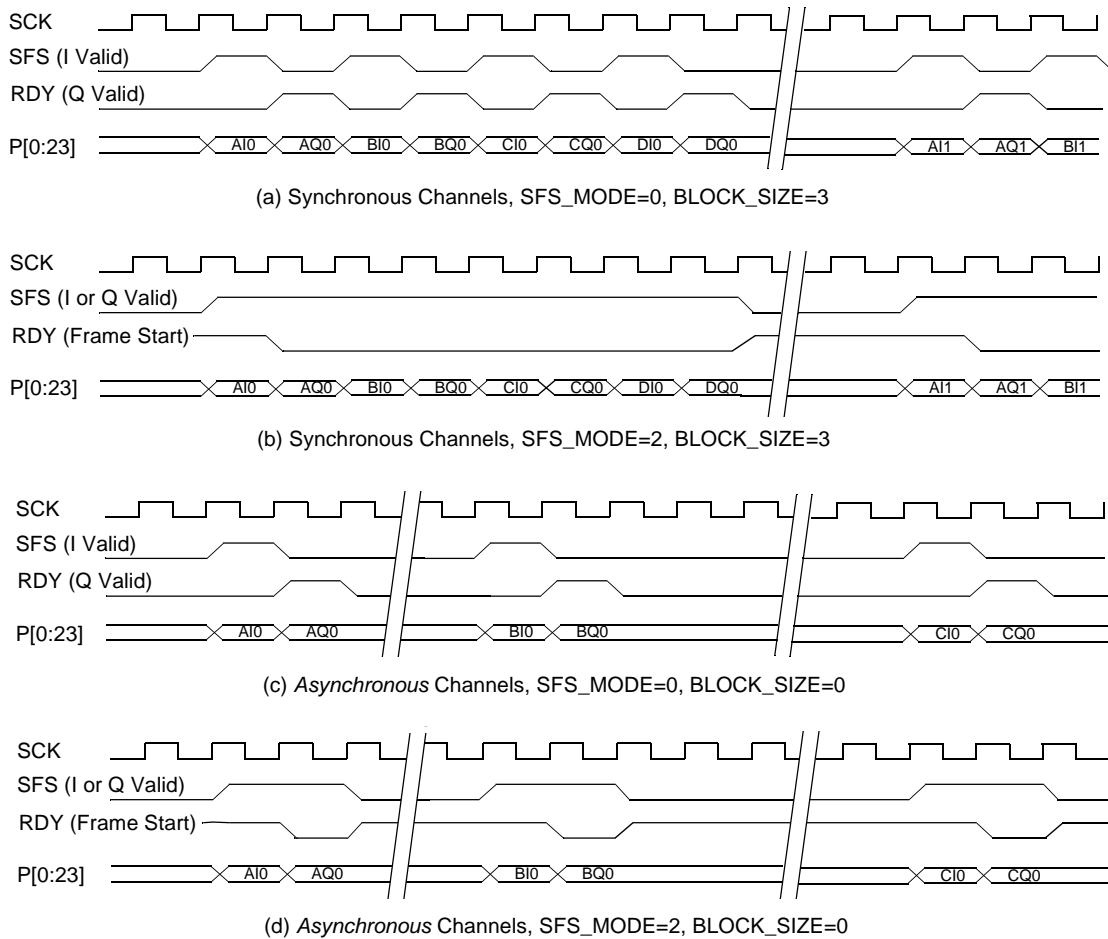 SCK
SFS (I Valid)
RDY (Q Valid)
P[0:23] AI0 AQ0 BI0 BQ0 CI0 CQ0 DI0 DQ0 AI1 AQ1 BI1
(a) Synchronous Channels, SFS_MODE=0, BLOCK_SIZE=3
SCK
SFS (I or Q Valid)
RDY (Frame Start)
P[0:23] AI0 AQ0 BI0 BQ0 CI0 CQ0 DI0 DQ0 AI1 AQ1 BI1
(b) Synchronous Channels, SFS_MODE=2, BLOCK_SIZE=3
SCK
SFS (I Valid)
RDY (Q Valid)
P[0:23] AI0 AQ0 BI0 BQ0 CI0 CQ0
(c) Asynchronous Channels, SFS_MODE=0, BLOCK_SIZE=0
SCK
SFS (I or Q Valid)
RDY (Frame Start)
P[0:23] AI0 AQ0 BI0 BQ0 CI0 CQ0
(d) Asynchronous Channels, SFS_MODE=2, BLOCK_SIZE=0